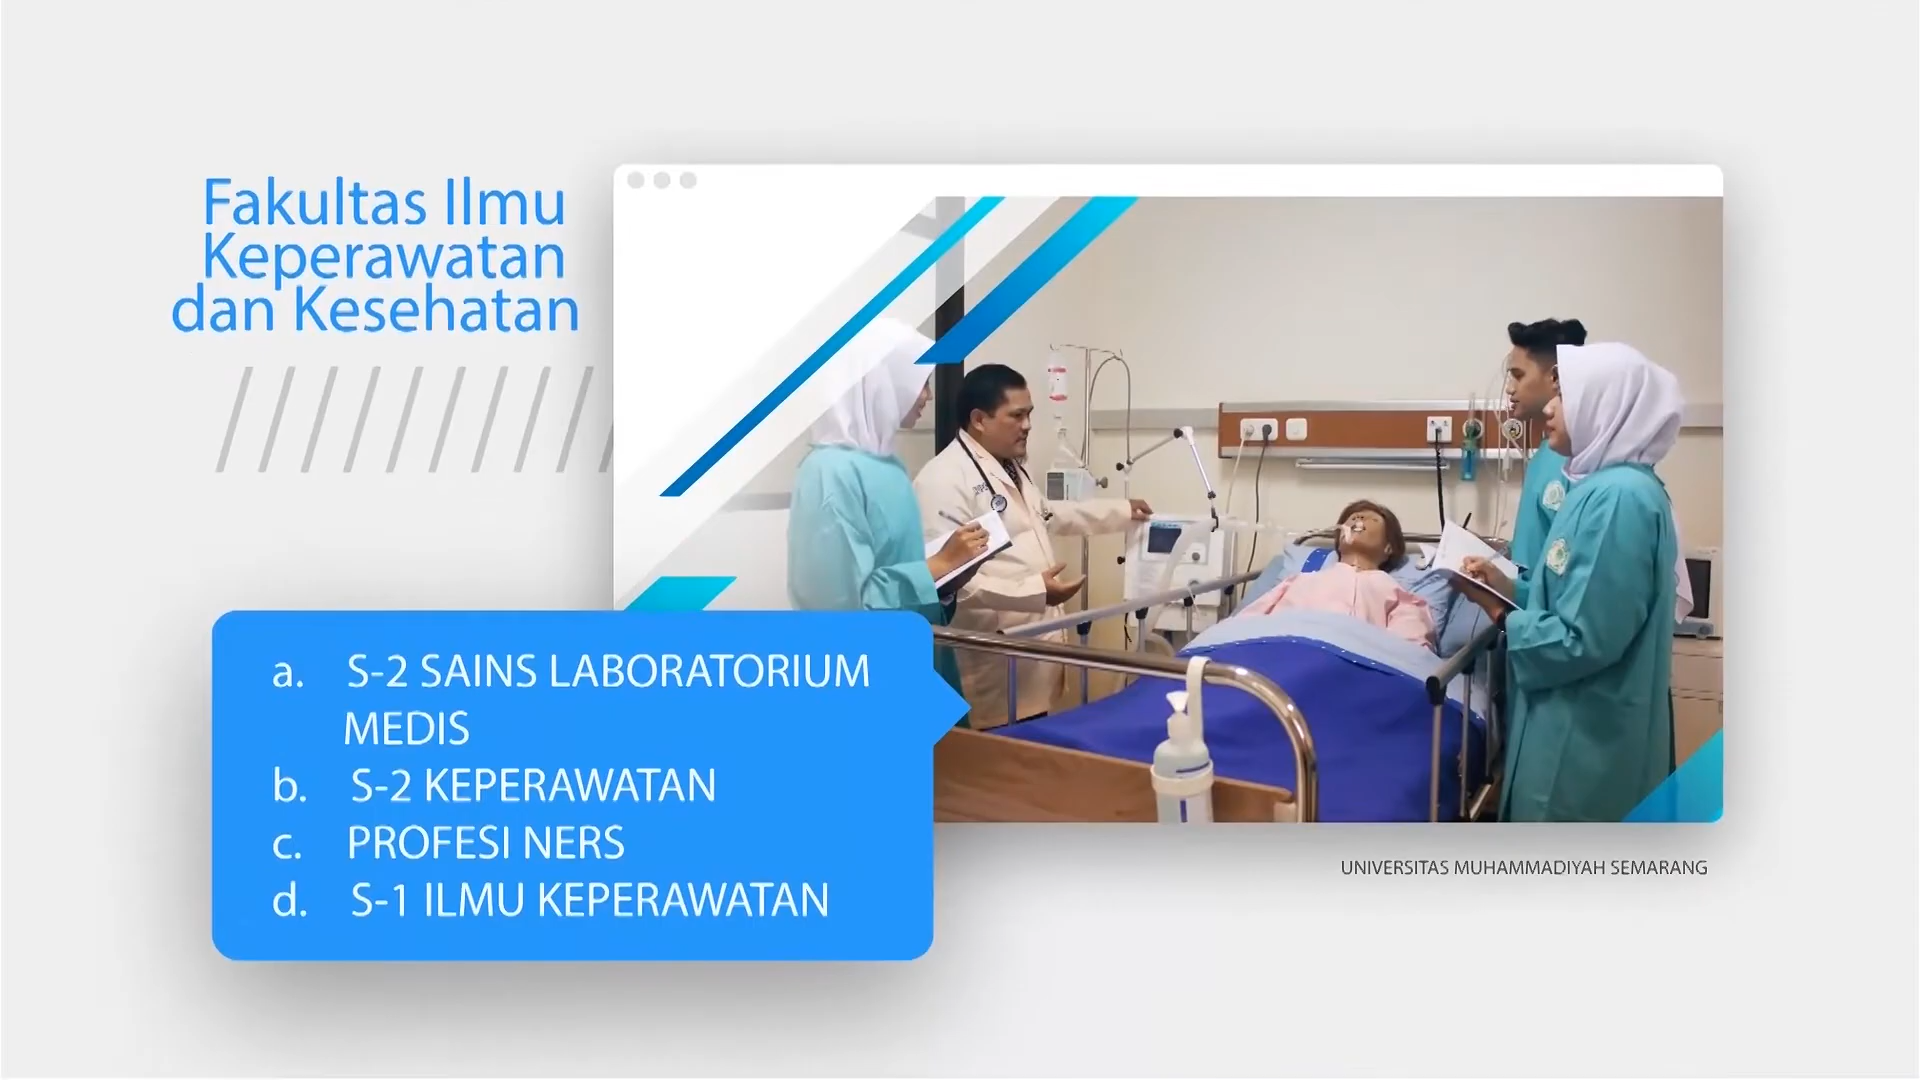 Fakultas Ilmu
Keperawatan
dan Kesehatan
a. S-2 SAINS LABORATORIUM
MEDIS
b. S-2 KEPERAWATAN
c. PROFESI NERS
d. S-1 ILMU KEPERAWATAN
UNIVERSITAS MUHAMMADIYAH SEMARANG